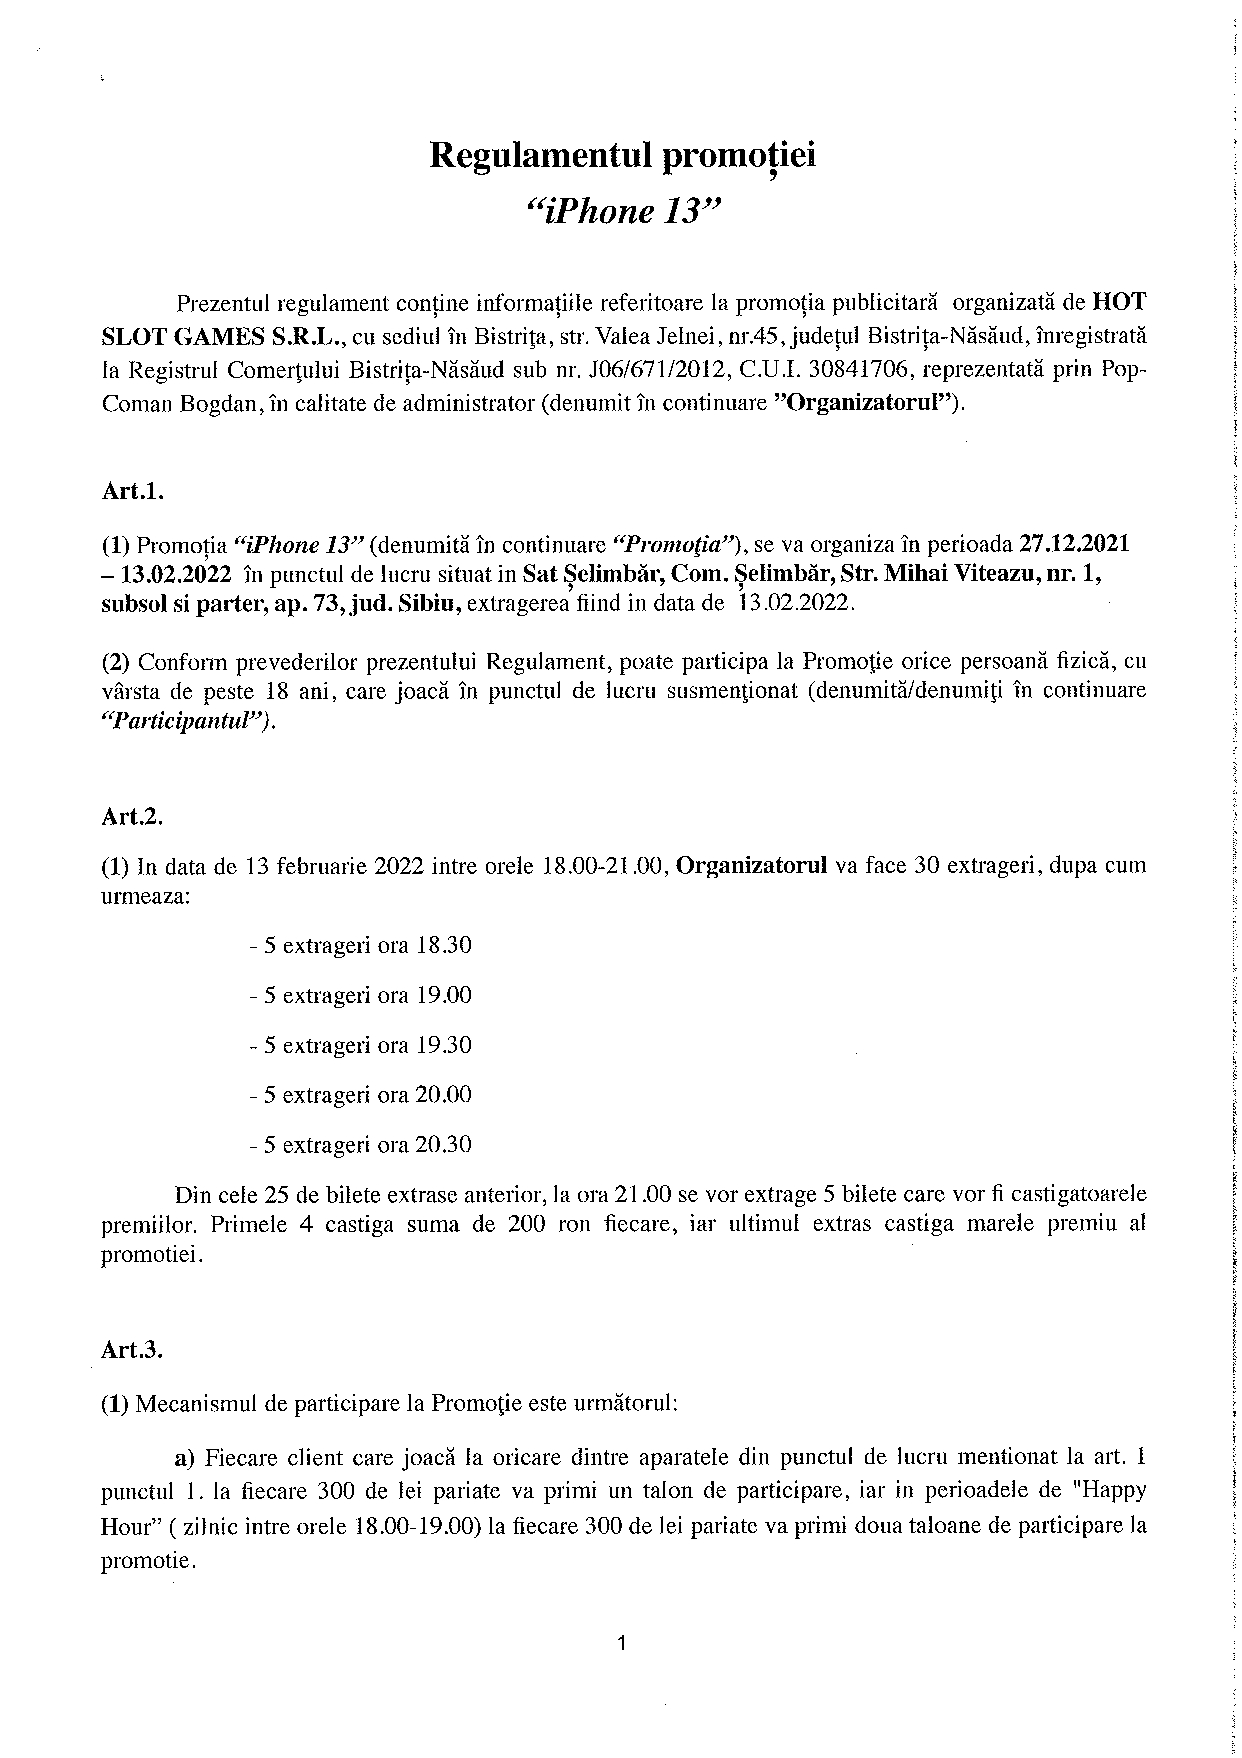 Regulamentul promoției
“iPhone 13”
Prezentul regulament conține informațiile referitoare la promoția publicitară organizată de HOT
SLOT GAMES S.R.L., cu sediul în Bistrița, str. Valea Jelnei, nr.45, județul Bistrița-Năsăud, înregistrată
la Registrul Comerțului Bistrița-Năsăud sub nr. J06/671/2012, C.U.I. 30841706, reprezentată prin Pop-
Coman Bogdan, în calitate de administrator (denumit în continuare ”Organizatorul”).
Art.1.
(1) Promoția “iPhone 13” (denumită în continuare “Promoţia”), se va organiza în perioada 27.12.2021
– 13.02.2022 în punctul de lucru situat in Sat Șelimbăr, Com. Șelimbăr, Str. Mihai Viteazu, nr. 1,
subsol si parter, ap. 73, jud. Sibiu, extragerea fiind in data de 13.02.2022.
(2) Conform prevederilor prezentului Regulament, poate participa la Promoţie orice persoană fizică, cu
vârsta de peste 18 ani, care joacă în punctul de lucru susmenţionat (denumită/denumiţi în continuare
“Participantul”).
Art.2.
(1) In data de 13 februarie 2022 intre orele 18.00-21.00, Organizatorul va face 30 extrageri, dupa cum
urmeaza:
- 5 extrageri ora 18.30
- 5 extrageri ora 19.00
- 5 extrageri ora 19.30
- 5 extrageri ora 20.00
- 5 extrageri ora 20.30
Din cele 25 de bilete extrase anterior, la ora 21.00 se vor extrage 5 bilete care vor fi castigatoarele
premiilor. Primele 4 castiga suma de 200 ron fiecare, iar ultimul extras castiga marele premiu al
promotiei.
Art.3.
(1) Mecanismul de participare la Promoţie este următorul:
a) Fiecare client care joacă la oricare dintre aparatele din punctul de lucru mentionat la art. 1
punctul 1. la fiecare 300 de lei pariate va primi un talon de participare, iar in perioadele de "Happy
Hour” ( zilnic intre orele 18.00-19.00) la fiecare 300 de lei pariate va primi doua taloane de participare la
promotie.
1